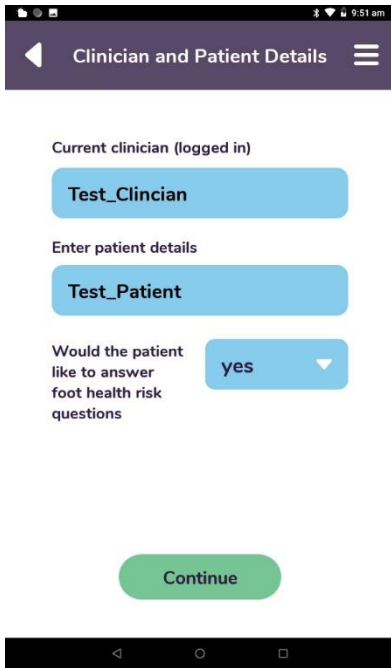 9:51 am
Clinician and Patient Details
Current clinician (logged in)
Test_Clincian
Enter patient details
Test_Patient
Would the patient
like to answer
foot health risk
questions
yes
Continue